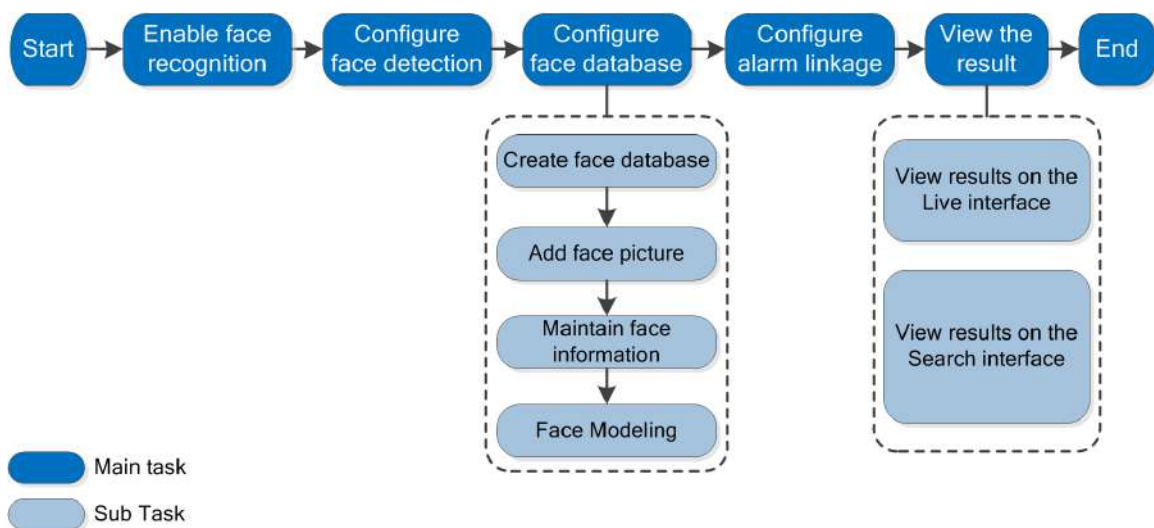 Start
Enable face
recognition
Configure
face detection
Configure
face database
Configure
alarm linkage
View the
result
End
Create face database
Add face picture
Maintain face
information
Face Modeling
View results on the
Live interface
View results on the
Search interface
Main task
Sub Task